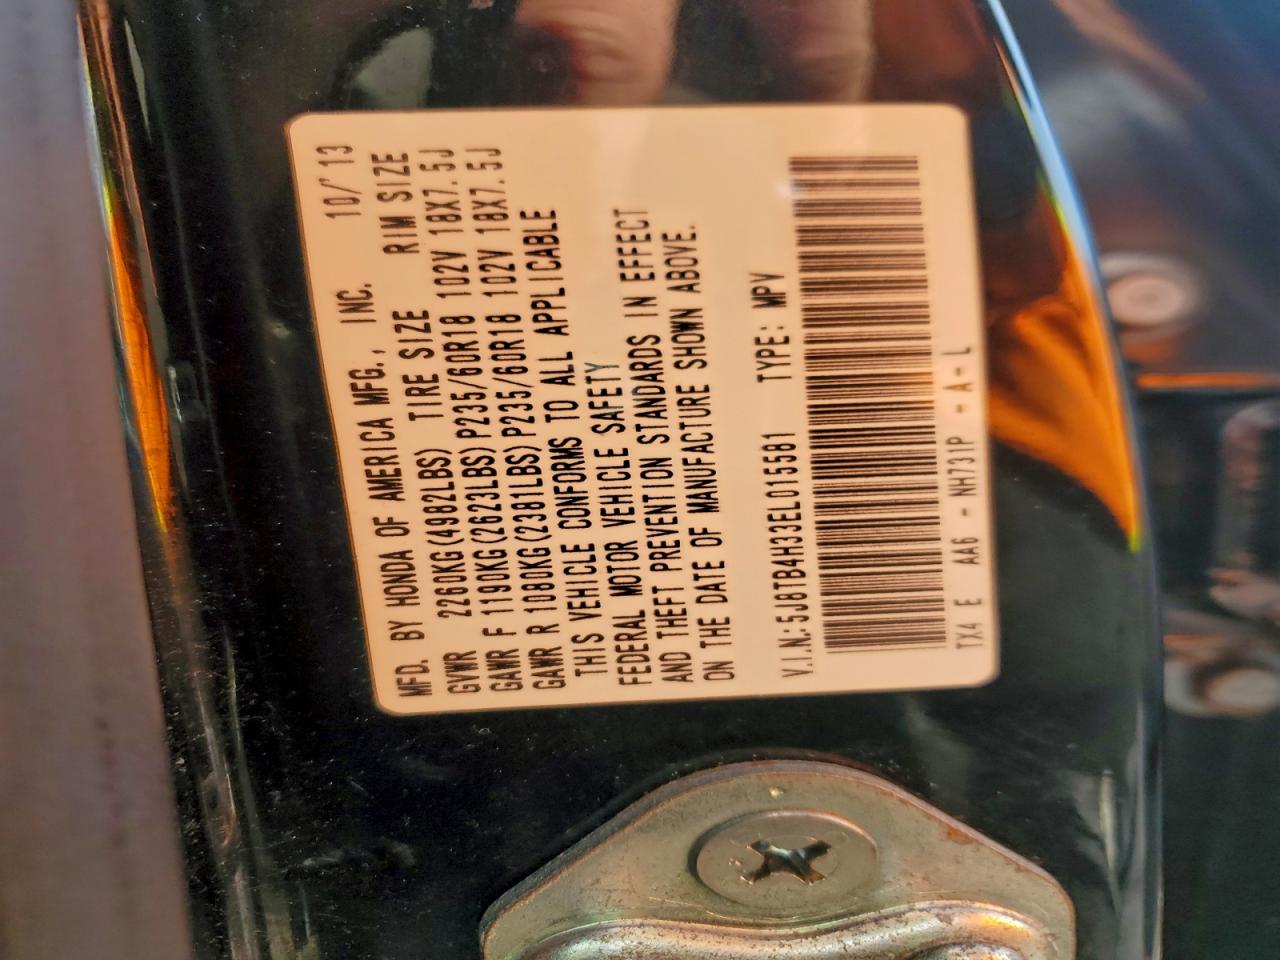 MFD. BY HONDA OF AMERICA MFG., INC. 10/'13
GVWR 2260KG(4982LBS) TIRE SIZE RIM SIZE
GAWR F 1190KG(2623LBS)P235/60R18 102V 18X7.5J
GAWR R 1080KG(2381LBS)P235/60R18 102V 18X7.5J
THIS VEHICLE CONFORMS TO ALL APPLICABLE
FEDERAL MOTOR VEHICLE SAFETY
AND THEFT PREVENTION STANDARDS IN EFFECT
ON THE DATE OF MANUFACTURE SHOWN ABOVE.
V.I.N.: 5J8TB4H33EL015581 TYPE: MPV
TX4 E AA6 - NH731P - A - L